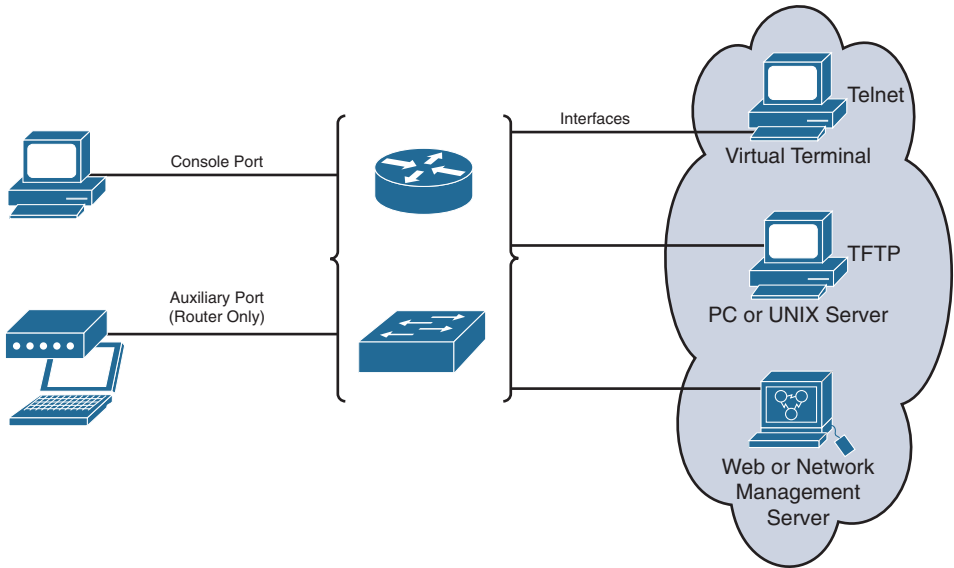 Console Port
Auxiliary Port
(Router Only)
Interfaces
Telnet
Virtual Terminal
TFTP
PC or UNIX Server
Web or Network
Management
Server